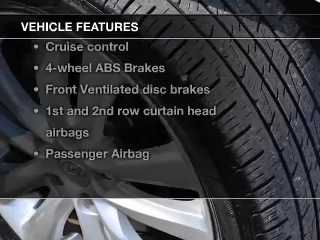 VEHICLE FEATURES
• Cruise control
• 4-wheel ABS Brakes
• Front Ventilated disc brakes
• 1st and 2nd row curtain head
airbags
• Passenger Airbag